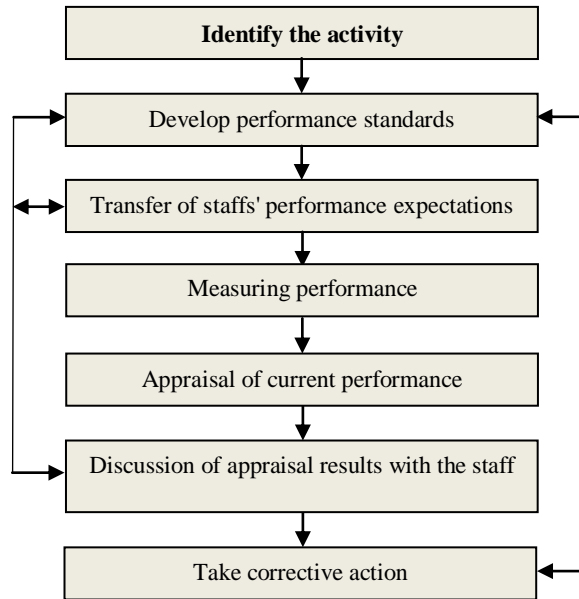 Identify the activity
Develop performance standards
Transfer of staffs' performance expectations
Measuring performance
Appraisal of current performance
Discussion of appraisal results with the staff
Take corrective action